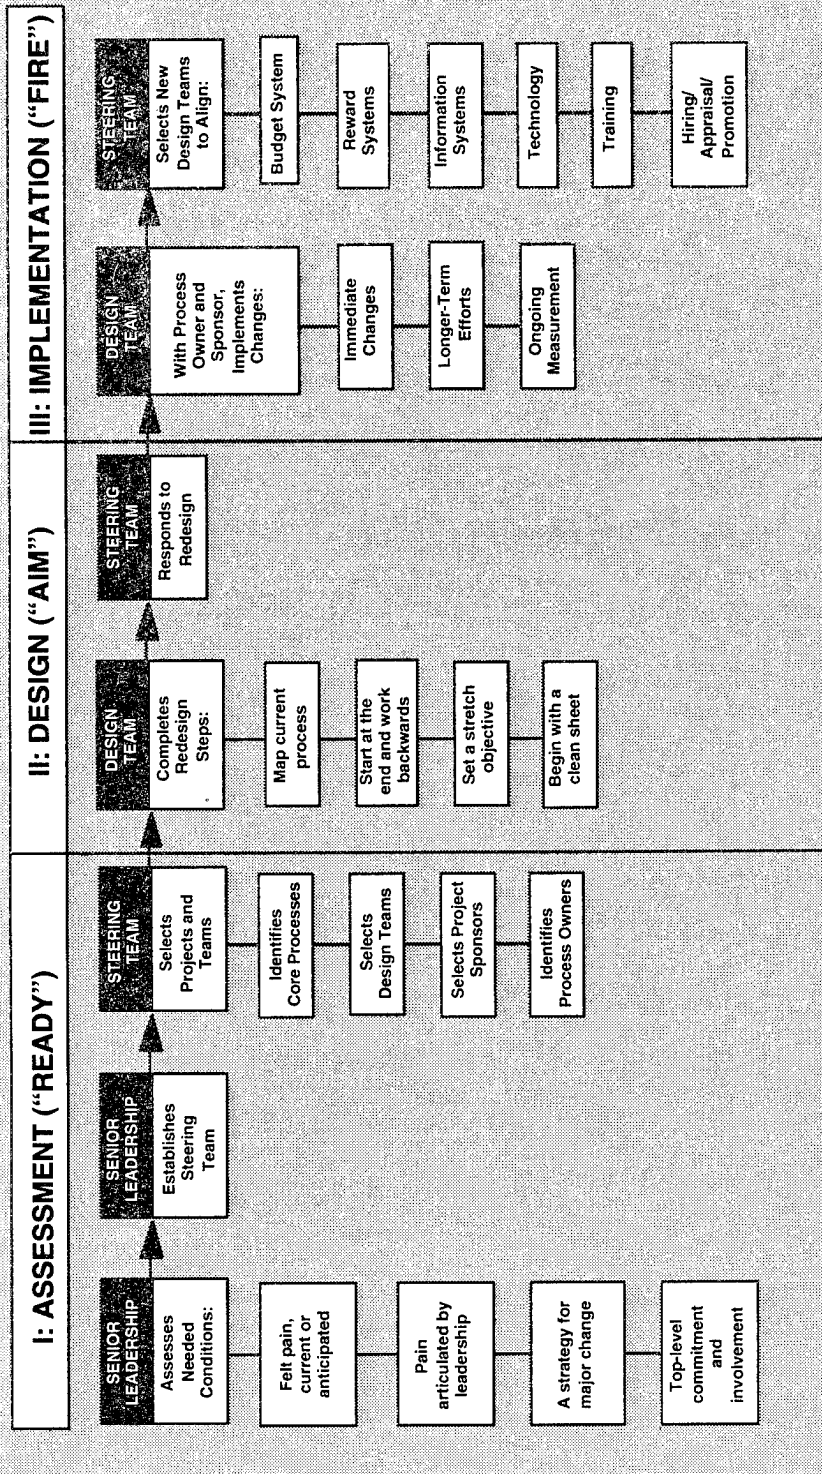 I: ASSESSMENT (“READY”)
SENIOR
LEADERSHIP
Assesses
Needed
Conditions:
Felt pain,
current or
anticipated
Pain
articulated by
leadership
A strategy for
major change
Top-level
commitment
and
involvement
SENIOR
LEADERSHIP
Establishes
Steering
Team
STEERING
TEAM
Selects
Projects and
Teams
Identifies
Core Processes
Selects
Design Teams
Selects Project
Sponsors
Identifies
Process Owners
II: DESIGN (“AIM”)
DESIGN
TEAM
Completes
Redesign
Steps:
Map current
process
Start at the
end and work
backwards
Set a stretch
objective
Begin with a
clean sheet
STEERING
TEAM
Responds to
Redesign
III: IMPLEMENTATION (“FIRE”)
DESIGN
TEAM
With Process
Owner and
Sponsor,
Implements
Changes:
Immediate
Changes
Longer-Term
Efforts
Ongoing
Measurement
STEERING
TEAM
Selects New
Design Teams
to Align:
Budget System
Reward
Systems
Information
Systems
Technology
Training
Hiring/
Appraisal/
Promotion